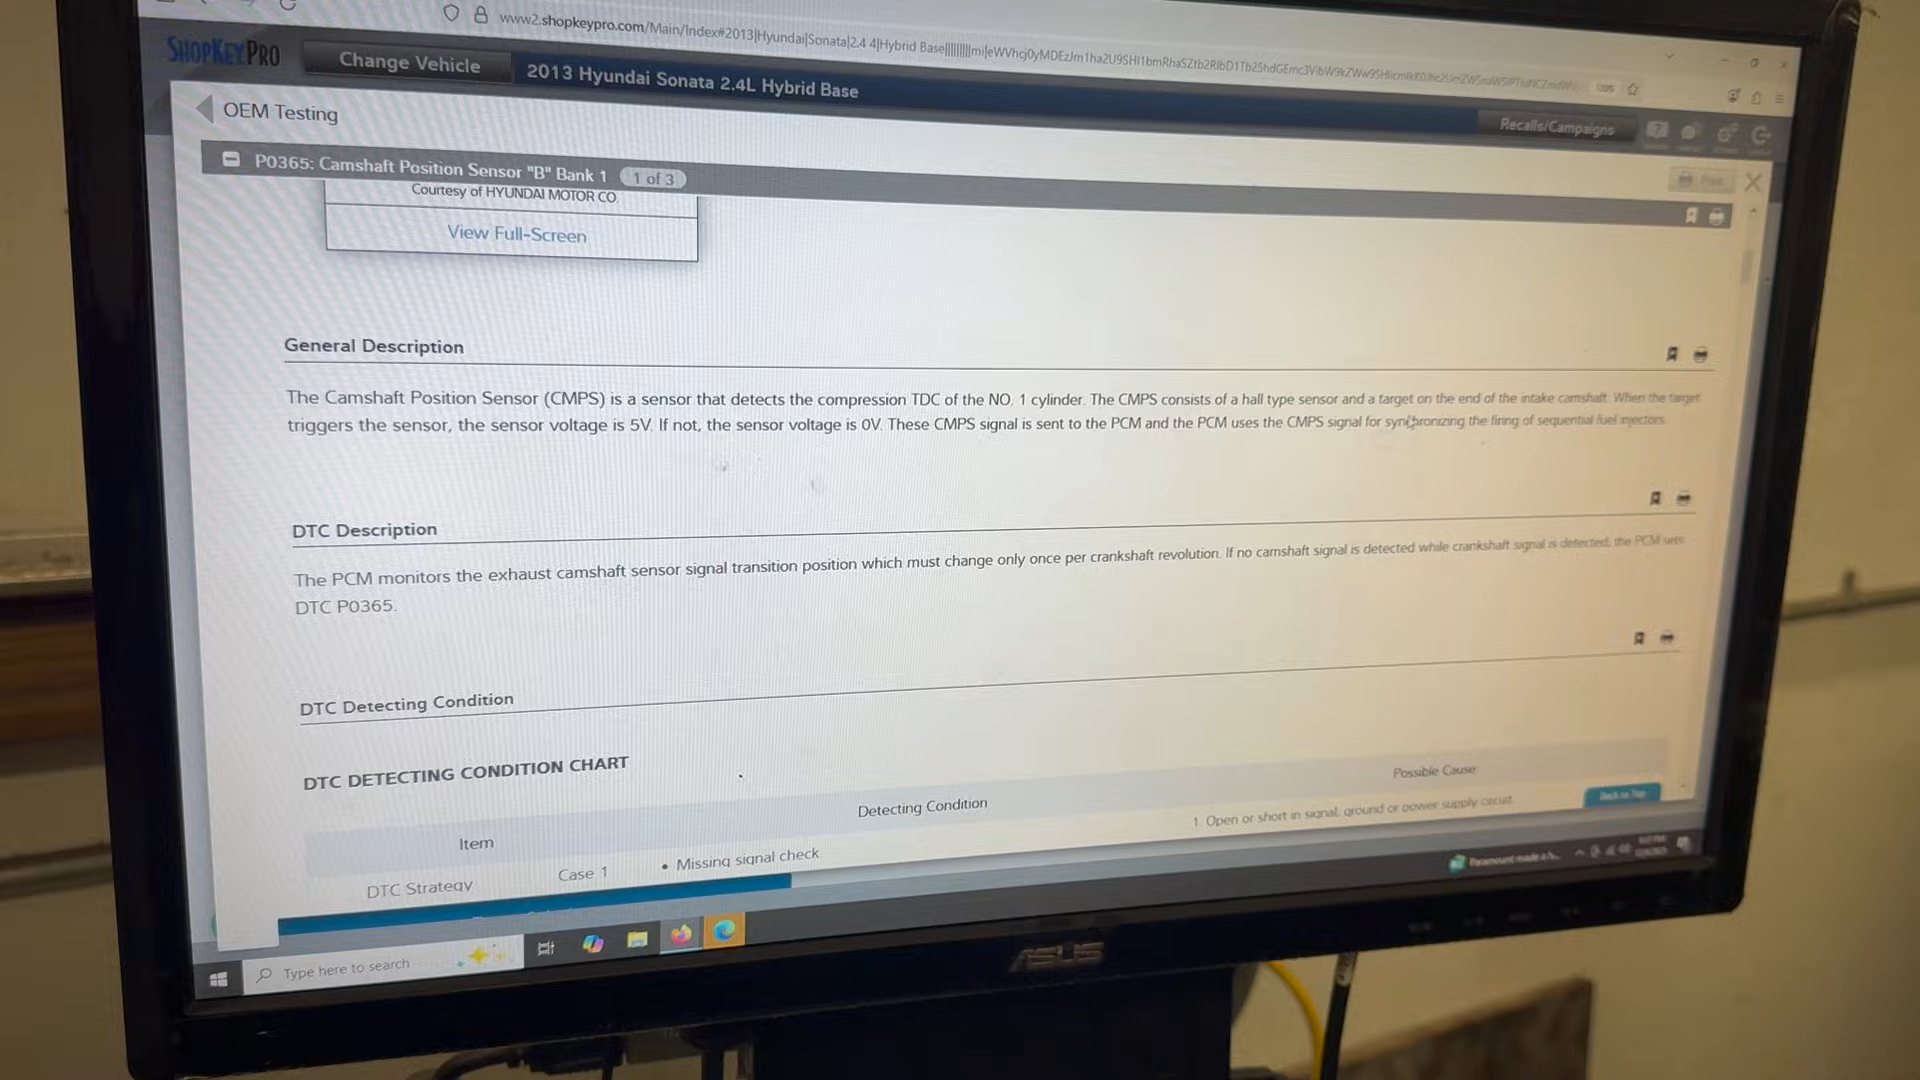 www2.shopkeypro.com/Main/Index#2013|Hyundai|Sonata|2.4 4|Hybrid Base
120%
SHOPKEYPRO
Change Vehicle
2013 Hyundai Sonata 2.4L Hybrid Base
Recalls/Campaigns
OEM Testing
P0365: Camshaft Position Sensor "B" Bank 1
1 of 3
Print
Courtesy of HYUNDAI MOTOR CO.
View Full-Screen
General Description
The Camshaft Position Sensor (CMPS) is a sensor that detects the compression TDC of the NO. 1 cylinder. The CMPS consists of a hall type sensor and a target on the end of the intake camshaft. When the target
triggers the sensor, the sensor voltage is 5V. If not, the sensor voltage is 0V. These CMPS signal is sent to the PCM and the PCM uses the CMPS signal for synchronizing the firing of sequential fuel injectors.
DTC Description
The PCM monitors the exhaust camshaft sensor signal transition position which must change only once per crankshaft revolution. If no camshaft signal is detected while crankshaft signal is detected, the PCM sets
DTC P0365.
DTC Detecting Condition
DTC DETECTING CONDITION CHART
Item
Detecting Condition
Possible Cause
DTC Strategy
Case 1
• Missing signal check
1 Open or short in signal, ground or power supply circuit
Back to Top
Type here to search
Paramount made a h...
ASUS